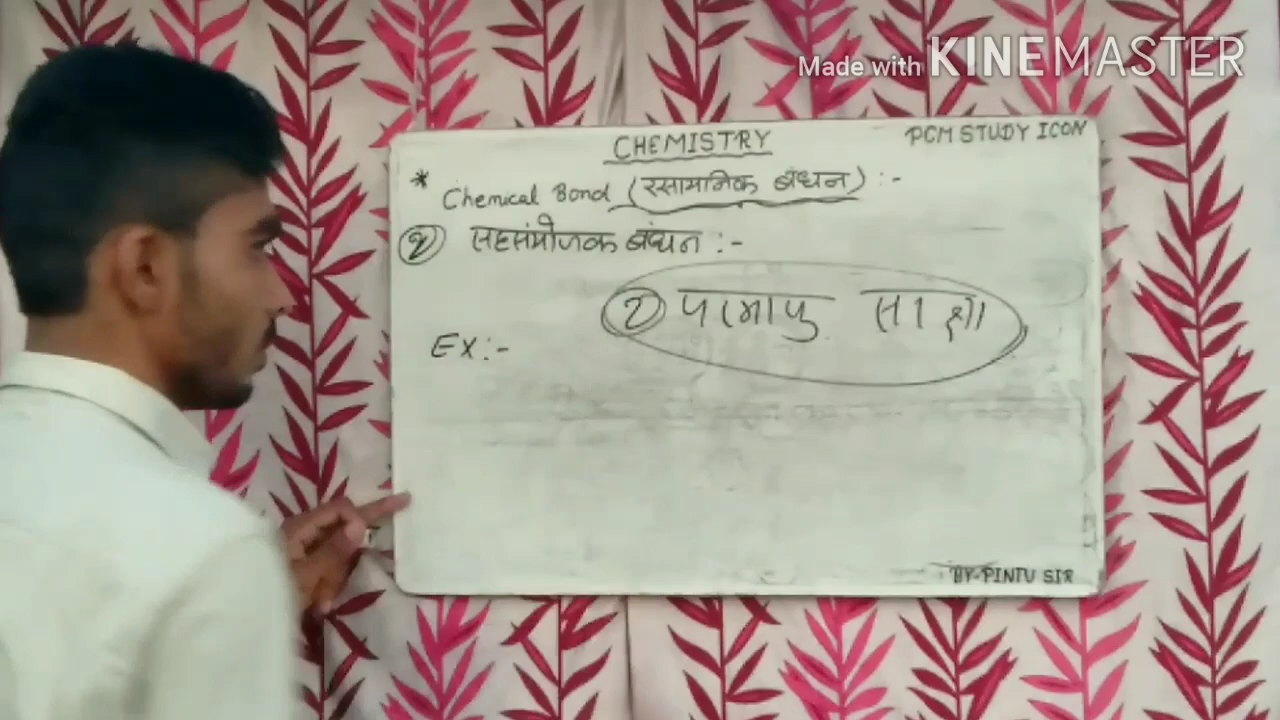 Made with KINEMASTER
CHEMISTRY
PCM STUDY ICON
* Chemical Bond (रसायनिक बंधन) :-
② सहसंयोजक बंधन :-
② परमाणु साझा
Ex:-
BY-PINTU SIR